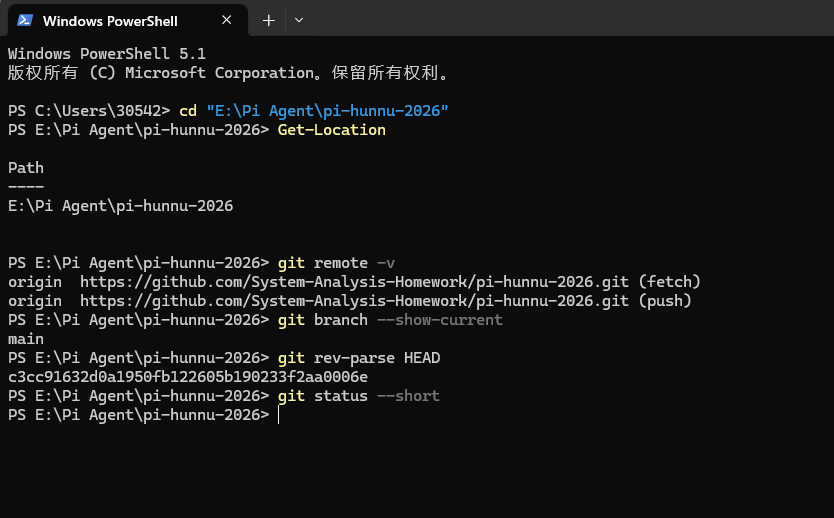 Windows PowerShell
Windows PowerShell 5.1
版权所有 (C) Microsoft Corporation。保留所有权利。
PS C:\Users\30542> cd "E:\Pi Agent\pi-hunnu-2026"
PS E:\Pi Agent\pi-hunnu-2026> Get-Location
Path
----
E:\Pi Agent\pi-hunnu-2026
PS E:\Pi Agent\pi-hunnu-2026> git remote -v
origin  https://github.com/System-Analysis-Homework/pi-hunnu-2026.git (fetch)
origin  https://github.com/System-Analysis-Homework/pi-hunnu-2026.git (push)
PS E:\Pi Agent\pi-hunnu-2026> git branch --show-current
main
PS E:\Pi Agent\pi-hunnu-2026> git rev-parse HEAD
c3cc91632d0a1950fb122605b190233f2aa0006e
PS E:\Pi Agent\pi-hunnu-2026> git status --short
PS E:\Pi Agent\pi-hunnu-2026>